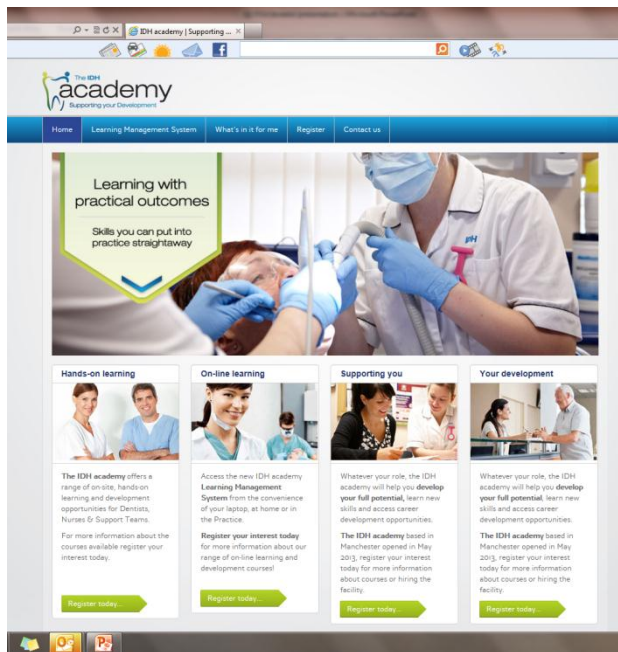 IDH academy | Supporting ...
The IDH
academy
Supporting your Development
Home Learning Management System What's in it for me Register Contact us
Learning with
practical outcomes
Skills you can put into
practice straightaway
IDH
Hands-on learning
The IDH academy offers a
range of on-site, hands-on
learning and development
opportunities for Dentists,
Nurses & Support Teams.
For more information about the
courses available register your
interest today.
Register today...
On-line learning
Access the new IDH academy
Learning Management
System from the convenience
of your laptop, at home or in
the Practice.
Register your interest today
for more information about our
range of on-line learning and
development courses!
Register today...
Supporting you
Whatever your role, the IDH
academy will help you develop
your full potential, learn new
skills and access career
development opportunities.
The IDH academy based in
Manchester opened in May
2013, register your interest
today for more information
about courses or hiring the
facility.
Register today...
Your development
Whatever your role, the IDH
academy will help you develop
your full potential, learn new
skills and access career
development opportunities.
The IDH academy based in
Manchester opened in May
2013, register your interest
today for more information
about courses or hiring the
facility.
Register today...